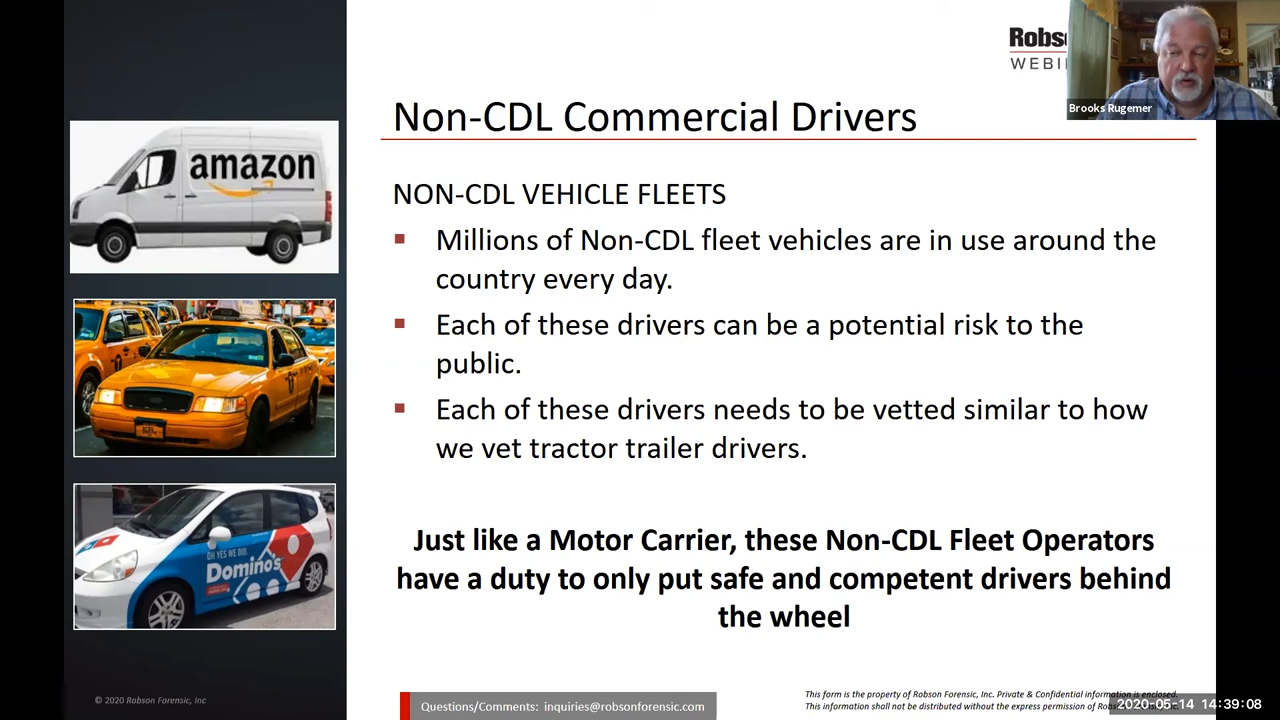 Robs
WEBI
Brooks Rugemer
Non-CDL Commercial Drivers
amazon
NON-CDL VEHICLE FLEETS
Millions of Non-CDL fleet vehicles are in use around the
country every day.
Each of these drivers can be a potential risk to the
public.
Each of these drivers needs to be vetted similar to how
we vet tractor trailer drivers.
OH YES WE DID.
Domino's
Just like a Motor Carrier, these Non-CDL Fleet Operators
have a duty to only put safe and competent drivers behind
the wheel
© 2020 Robson Forensic, Inc
Questions/Comments: inquiries@robsonforensic.com
This form is the property of Robson Forensic, Inc. Private & Confidential information is enclosed.
This information shall not be distributed without the express permission of
2020-05-14 14:39:08